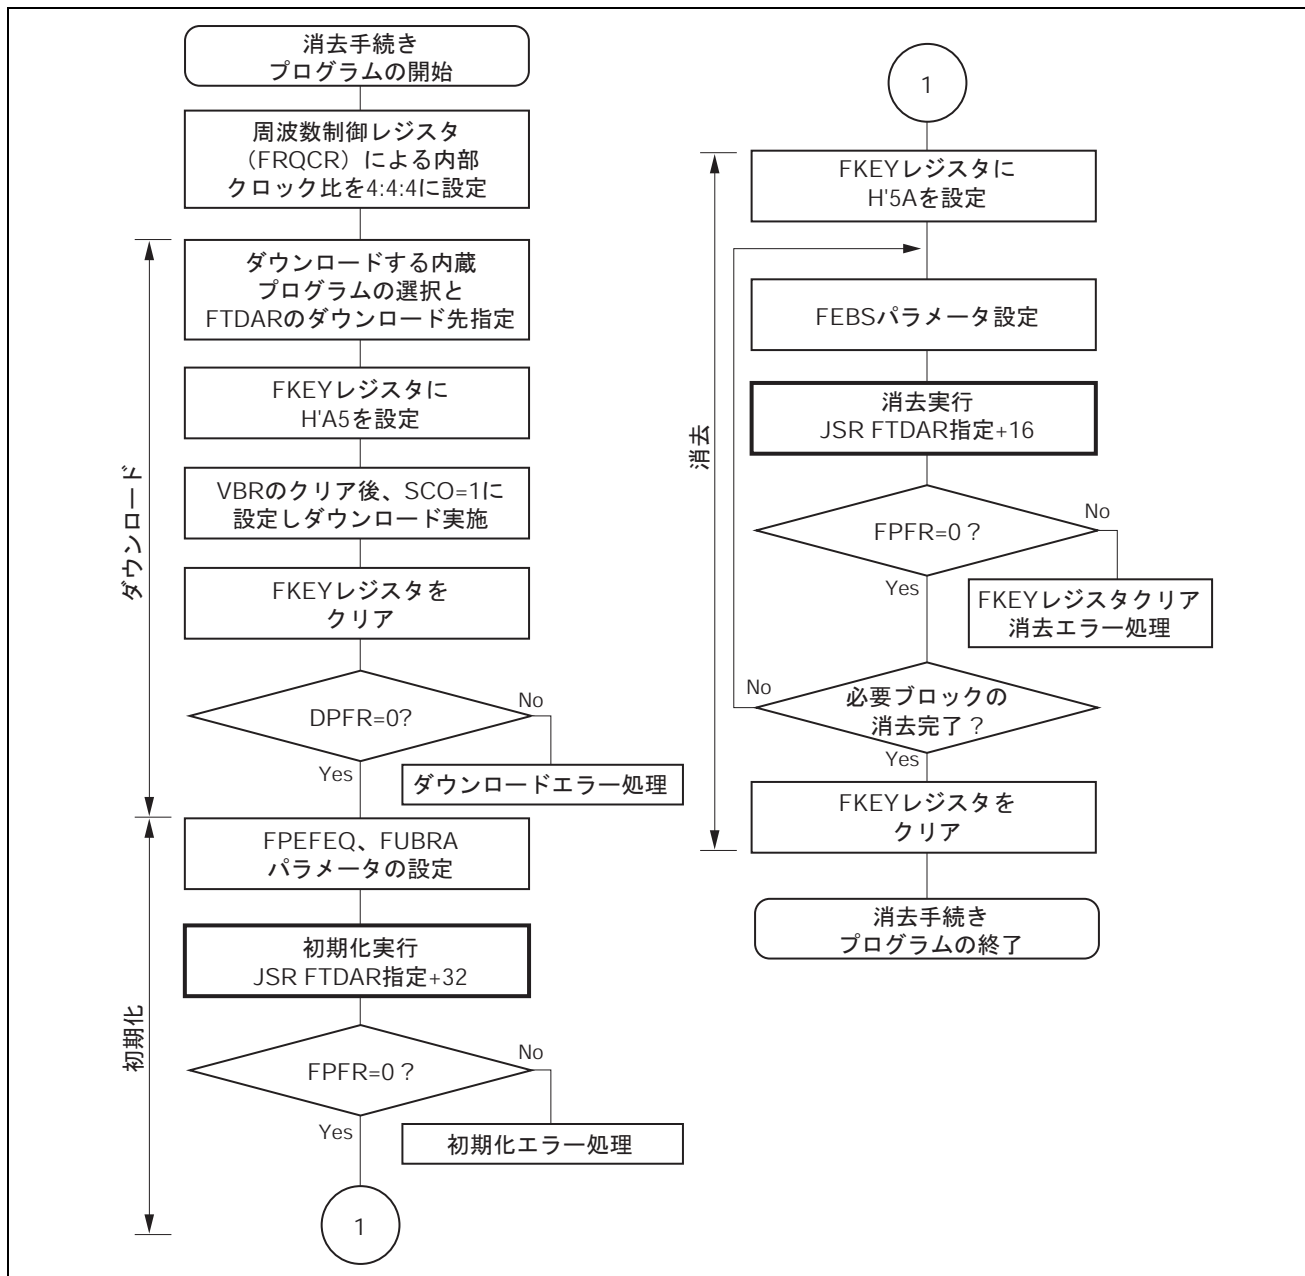 消去手続き
プログラムの開始
周波数制御レジスタ
（FRQCR）による内部
クロック比を4:4:4に設定
ダウンロード
ダウンロードする内蔵
プログラムの選択と
FTDARのダウンロード先指定
FKEYレジスタに
H'A5を設定
VBRのクリア後、SCO=1に
設定しダウンロード実施
FKEYレジスタを
クリア
DPFR=0?
No
Yes
ダウンロードエラー処理
初期化
FPEFEQ、FUBRA
パラメータの設定
初期化実行
JSR FTDAR指定+32
FPFR=0？
No
Yes
初期化エラー処理
1
1
消去
FKEYレジスタに
H'5Aを設定
FEBSパラメータ設定
消去実行
JSR FTDAR指定+16
FPFR=0？
No
Yes
FKEYレジスタクリア
消去エラー処理
No
必要ブロックの
消去完了？
Yes
FKEYレジスタを
クリア
消去手続き
プログラムの終了